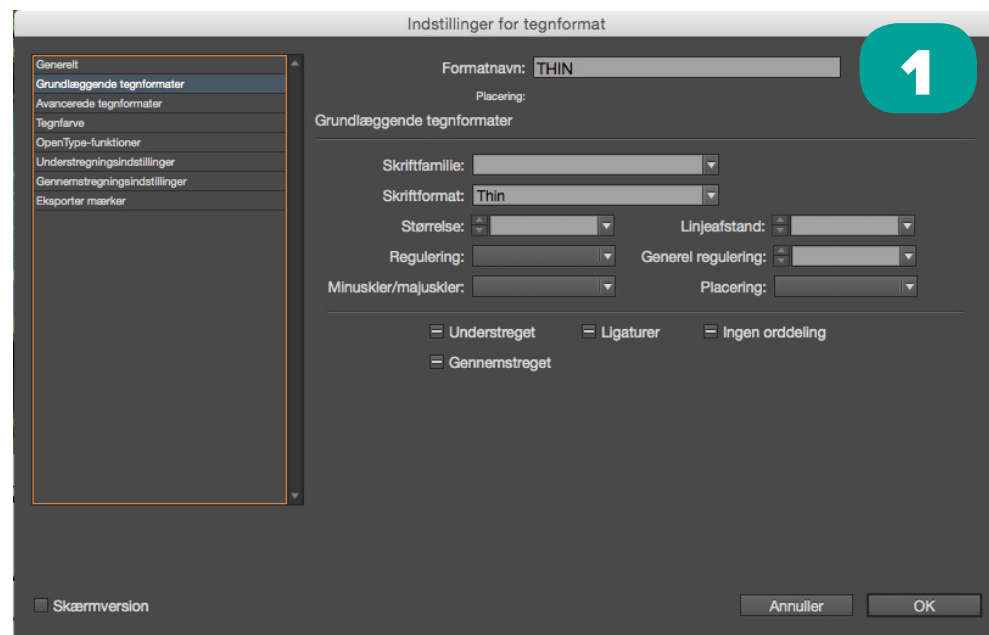 Indstillinger for tegnformat
1
Generelt
Grundlæggende tegnformater
Avancerede tegnformater
Tegnfarve
OpenType-funktioner
Understregningsindstillinger
Gennemstregningsindstillinger
Eksporter mærker
Formatnavn: THIN
Placering:
Grundlæggende tegnformater
Skriftfamilie:
Skriftformat: Thin
Størrelse: Linjeafstand:
Regulering: Generel regulering:
Minuskler/majuskler: Placering:
Understreget Ligaturer Ingen orddeling
Gennemstreget
Skærmversion Annuller OK